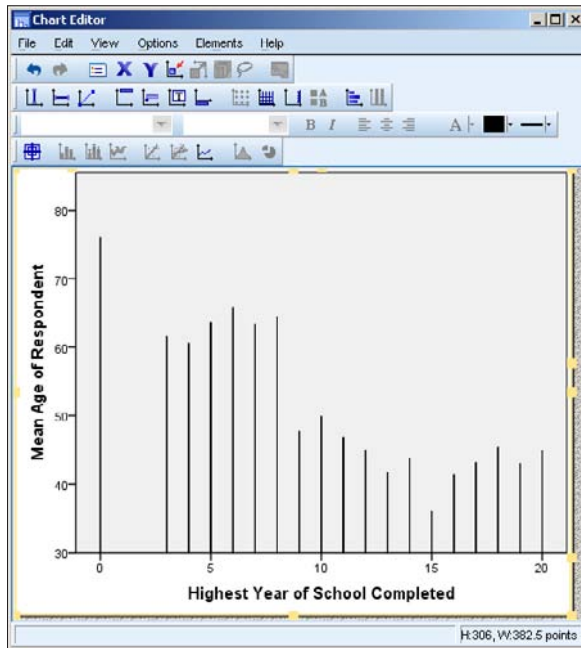 Chart Editor
File Edit View Options Elements Help
X Y
B I A
80
70
60
50
40
30
Mean Age of Respondent
0 5 10 15 20
Highest Year of School Completed
H:306, W:382.5 points